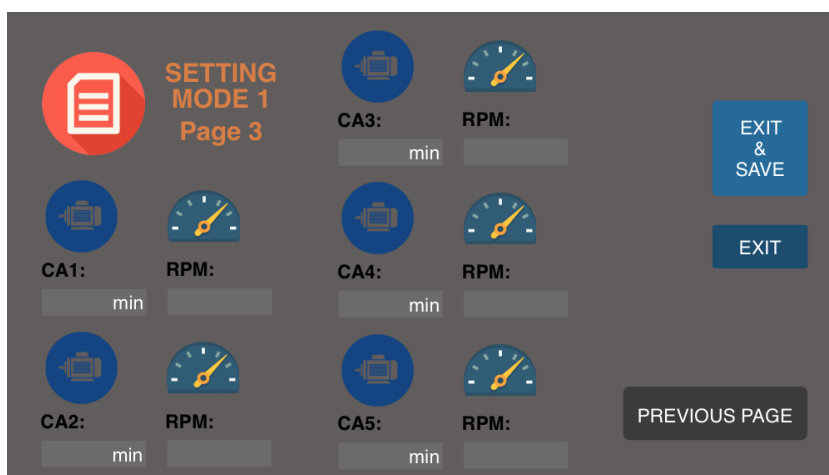 SETTING
MODE 1
Page 3
CA1: RPM:
min
CA2: RPM:
min
CA3: RPM:
min
CA4: RPM:
min
CA5: RPM:
min
EXIT
&
SAVE
EXIT
PREVIOUS PAGE